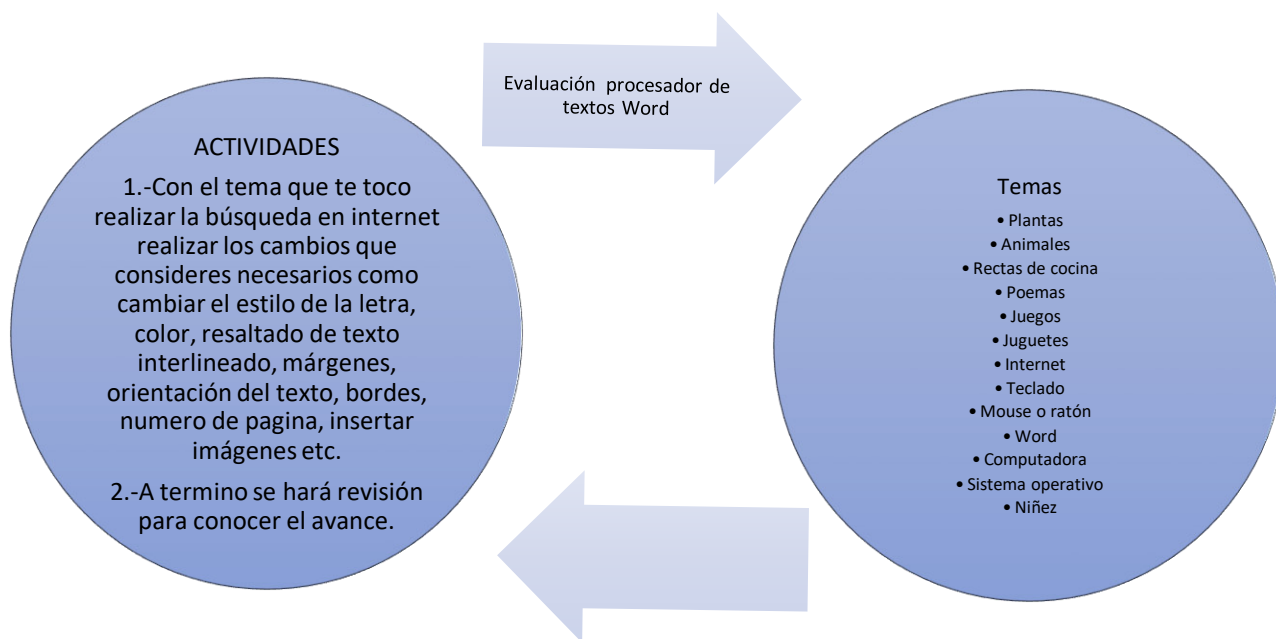 Evaluación procesador de
textos Word
ACTIVIDADES
1.-Con el tema que te toco
realizar la búsqueda en internet
realizar los cambios que
consideres necesarios como
cambiar el estilo de la letra,
color, resaltado de texto
interlineado, márgenes,
orientación del texto, bordes,
numero de pagina, insertar
imágenes etc.
2.-A termino se hará revisión
para conocer el avance.
Temas
• Plantas
• Animales
• Rectas de cocina
• Poemas
• Juegos
• Juguetes
• Internet
• Teclado
• Mouse o ratón
• Word
• Computadora
• Sistema operativo
• Niñez